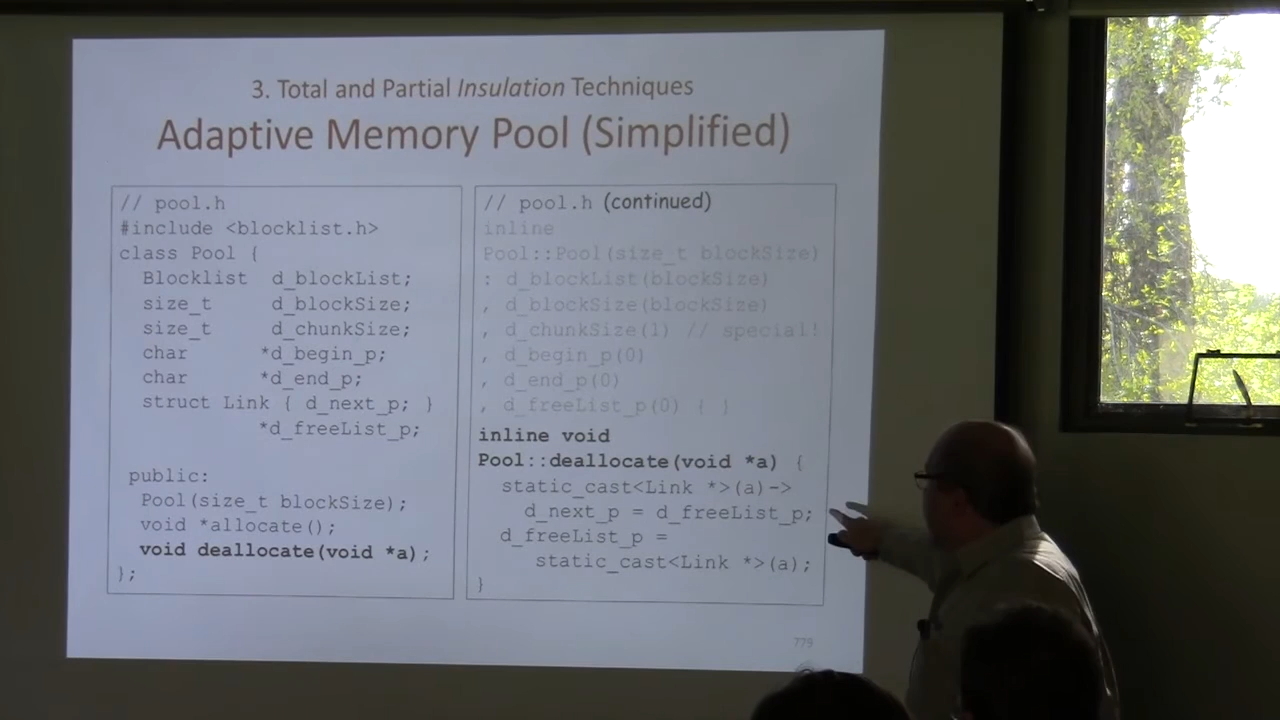 3. Total and Partial Insulation Techniques
Adaptive Memory Pool (Simplified)
// pool.h
#include <blocklist.h>
class Pool {
Blocklist d_blockList;
size_t d_blockSize;
size_t d_chunkSize;
char *d_begin_p;
char *d_end_p;
struct Link { d_next_p; }
*d_freeList_p;
public:
Pool(size_t blockSize);
void *allocate();
void deallocate(void *a);
};
// pool.h (continued)
inline
Pool::Pool(size_t blockSize)
: d_blockList(blockSize)
, d_blockSize(blockSize)
, d_chunkSize(1) // special!
, d_begin_p(0)
, d_end_p(0)
, d_freeList_p(0) { }
inline void
Pool::deallocate(void *a) {
static_cast<Link *>(a)->
d_next_p = d_freeList_p;
d_freeList_p =
static_cast<Link *>(a);
}
779